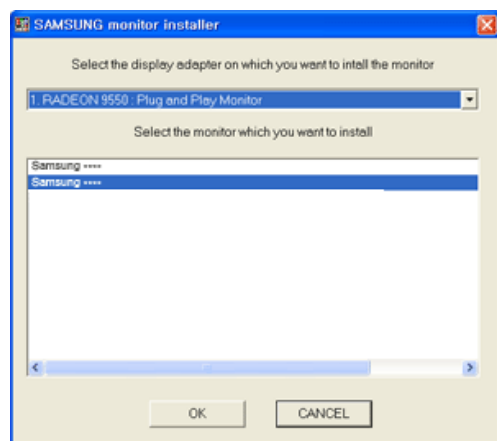 SAMSUNG monitor installer
Select the display adapter on which you want to intall the monitor
1. RADEON 9550 : Plug and Play Monitor
Select the monitor which you want to install
Samsung ----
Samsung ----
OK
CANCEL